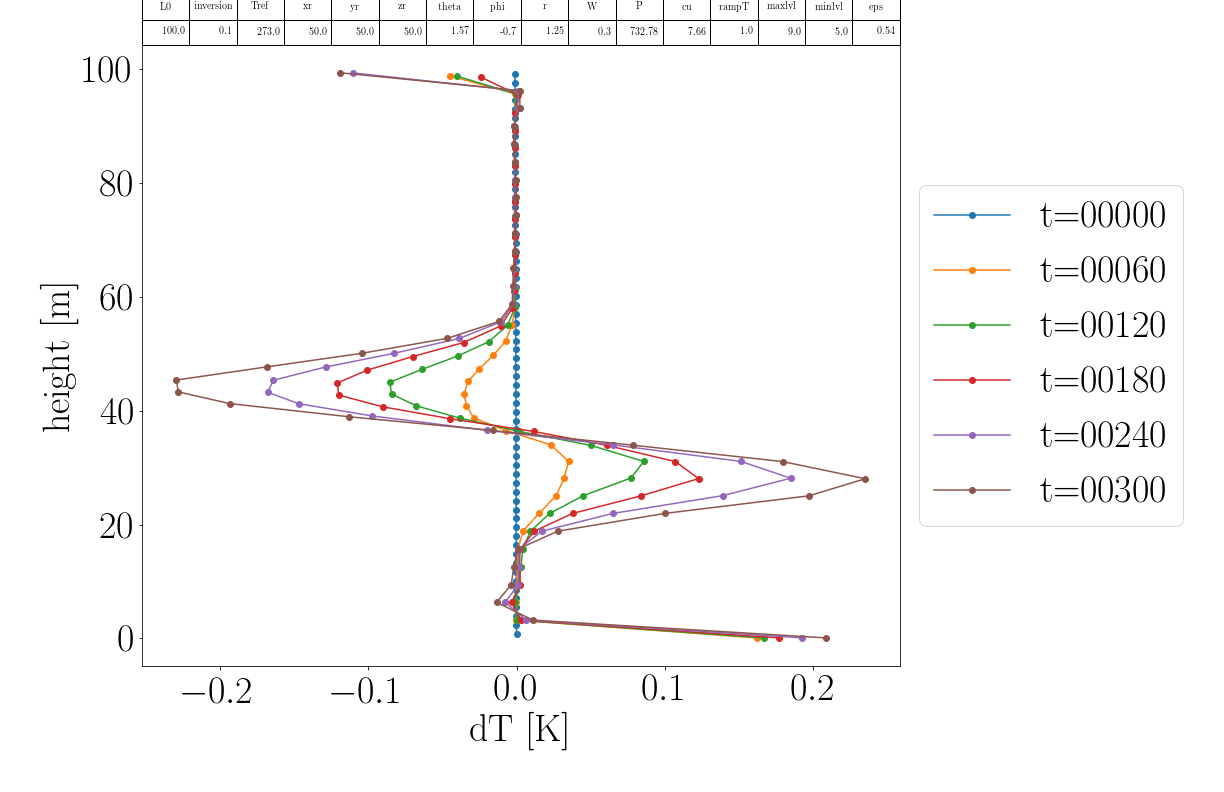 L0 inversion Tref xr yr zr theta phi r W P cu rampT maxlvl minlvl eps
100.0 0.1 273.0 50.0 50.0 50.0 1.57 -0.7 1.25 0.3 732.78 7.66 1.0 9.0 5.0 0.54
100
80
60
40
20
0
height [m]
−0.2 −0.1 0.0 0.1 0.2
dT [K]
t=00000
t=00060
t=00120
t=00180
t=00240
t=00300